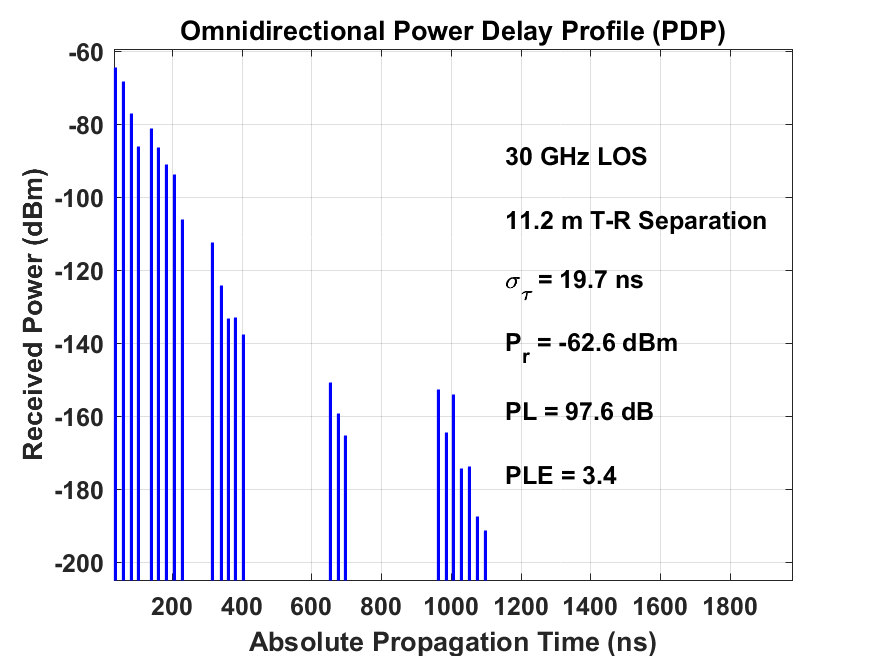 Omnidirectional Power Delay Profile (PDP)
-60
-80
-100
-120
-140
-160
-180
-200
Received Power (dBm)
30 GHz LOS
11.2 m T-R Separation
σ_τ = 19.7 ns
P_r = -62.6 dBm
PL = 97.6 dB
PLE = 3.4
200 400 600 800 1000 1200 1400 1600 1800
Absolute Propagation Time (ns)